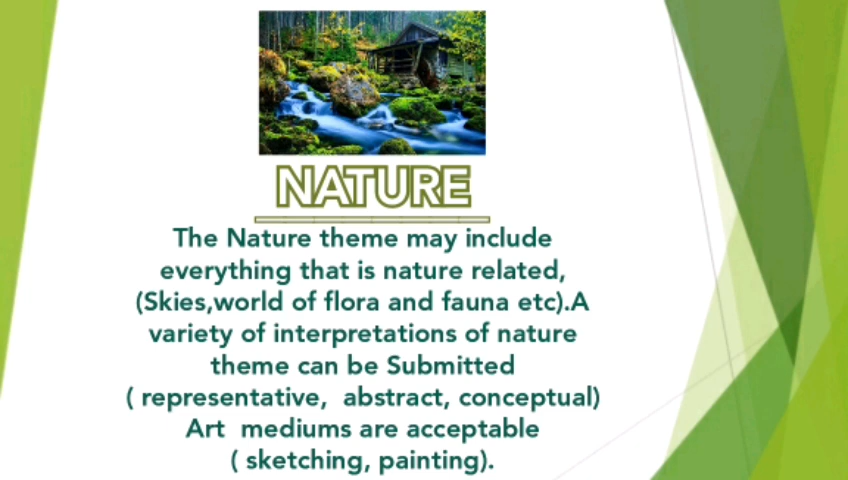 NATURE
The Nature theme may include
everything that is nature related,
(Skies,world of flora and fauna etc).A
variety of interpretations of nature
theme can be Submitted
( representative,  abstract, conceptual)
Art  mediums are acceptable
( sketching, painting).